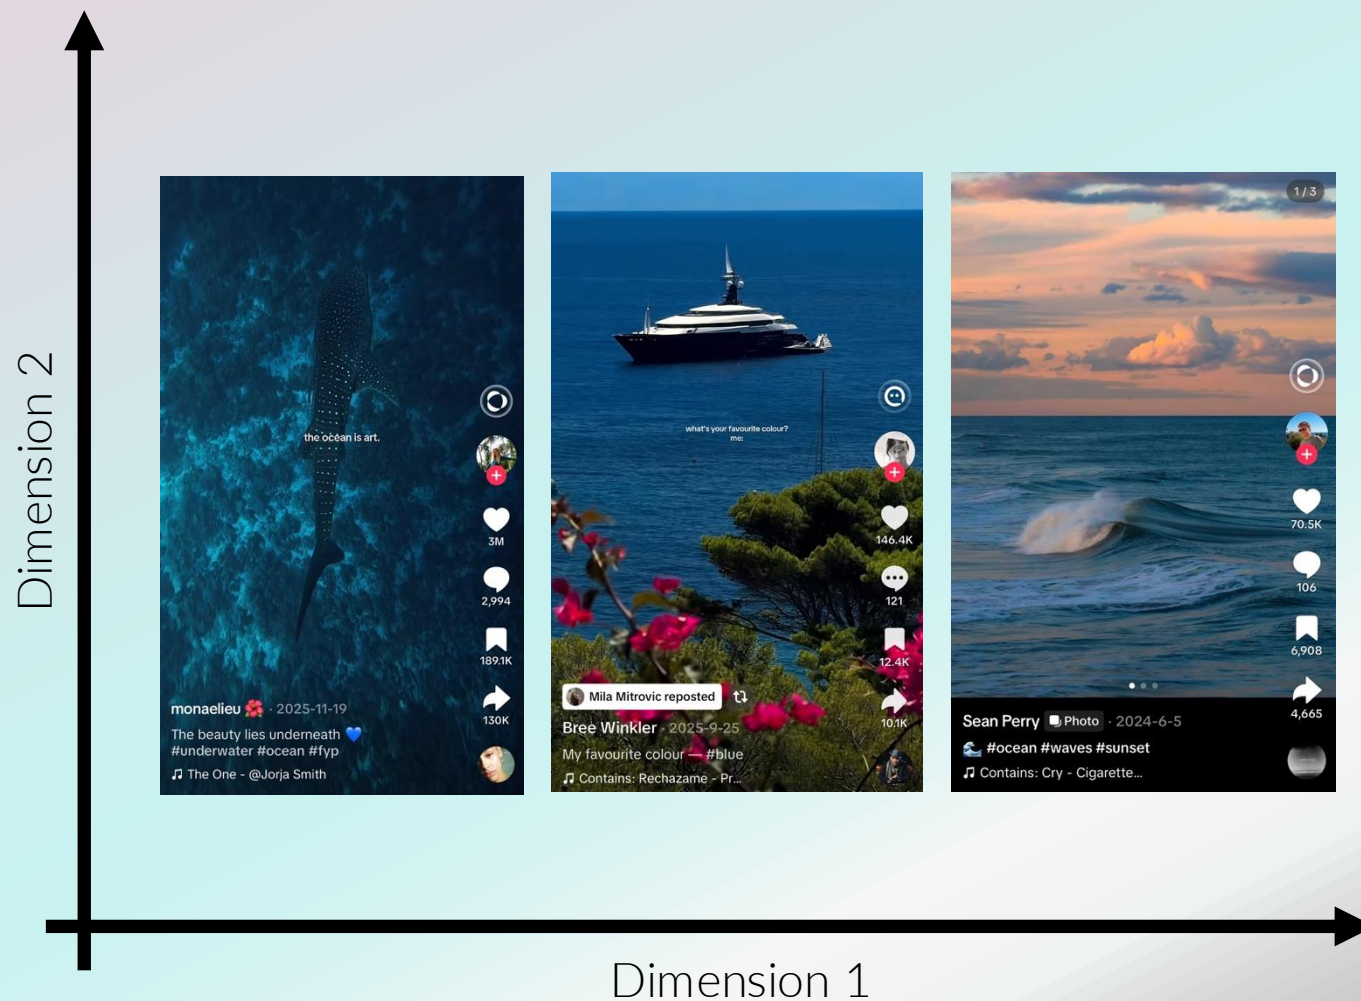 Dimension 2
the ocean is art.
3M
2,994
189.1K
130K
monaelieu 🌺 · 2025-11-19
The beauty lies underneath 💙
#underwater #ocean #fyp
The One - @Jorja Smith
what's your favourite colour?
me:
146.4K
121
12.4K
10.1K
Mila Mitrovic reposted
Bree Winkler · 2025-9-25
My favourite colour — #blue
Contains: Rechazame - Pr...
1 / 3
70.5K
106
6,908
4,665
Sean Perry Photo · 2024-6-5
🌊 #ocean #waves #sunset
Contains: Cry - Cigarette...
Dimension 1